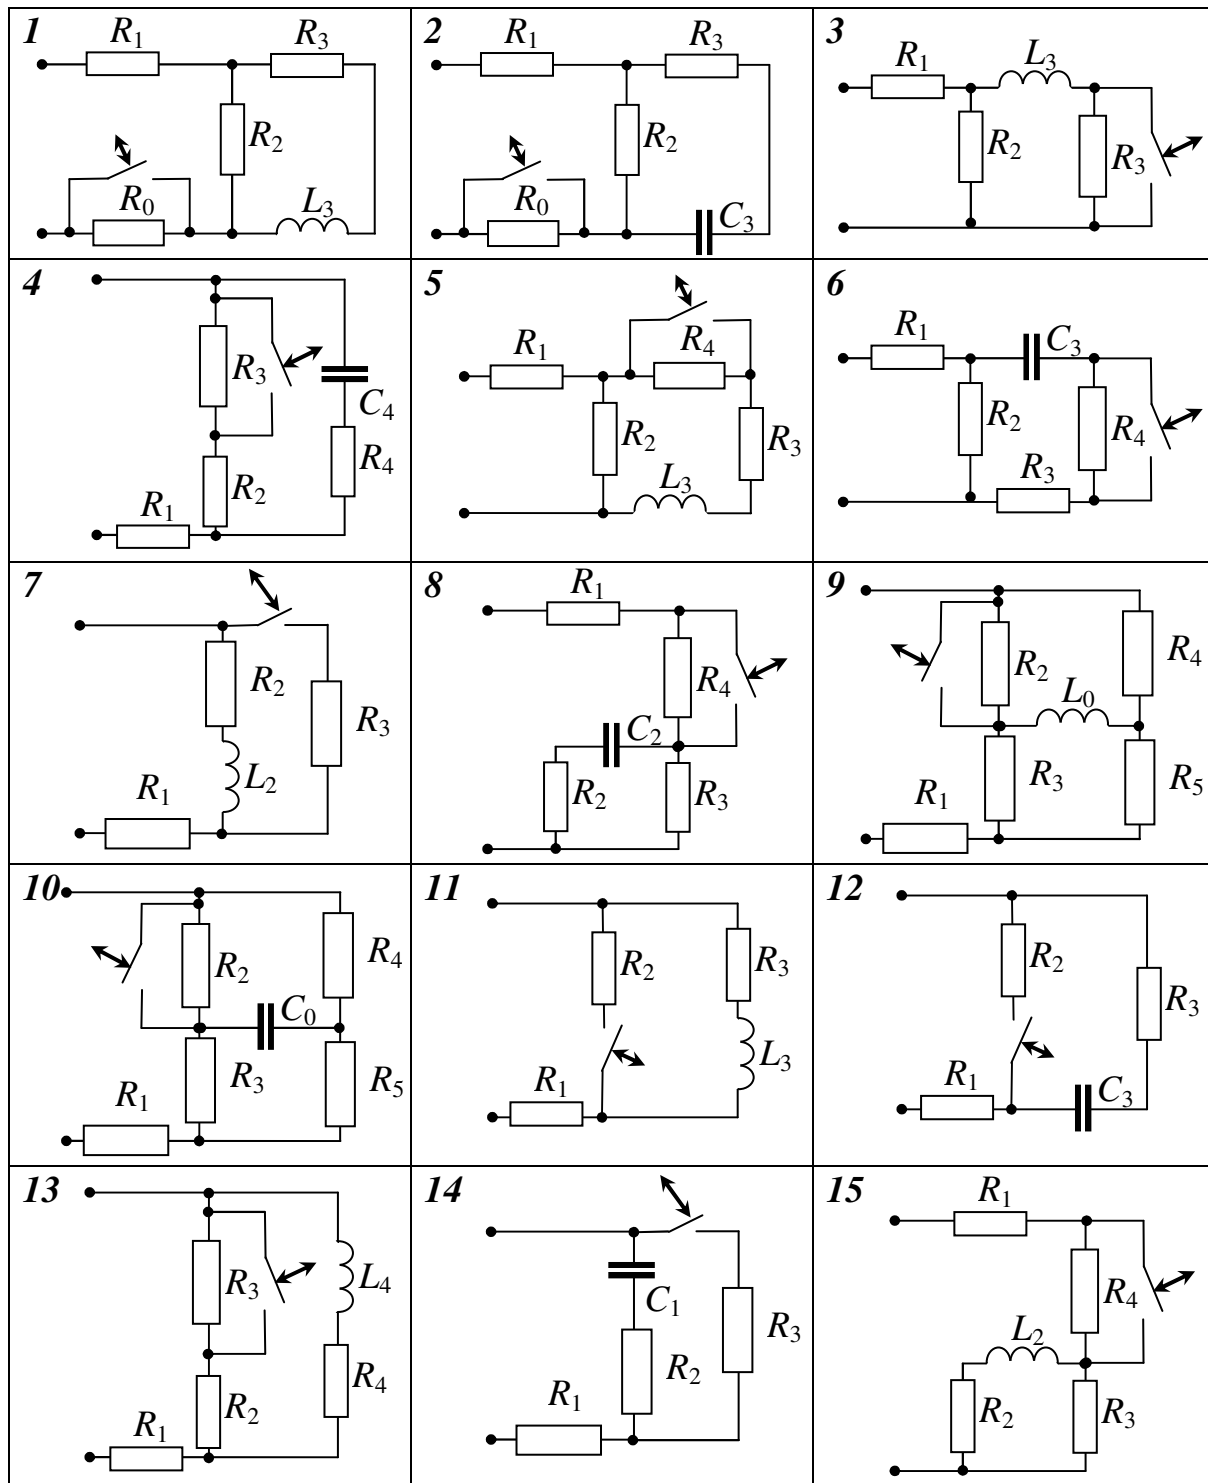 1
R₁
R₃
R₂
R₀
L₃
2
R₁
R₃
R₂
R₀
C₃
3
R₁
L₃
R₂
R₃
4
R₃
C₄
R₄
R₂
R₁
5
R₁
R₄
R₂
R₃
L₃
6
R₁
C₃
R₂
R₄
R₃
7
R₂
R₃
L₂
R₁
8
R₁
R₄
C₂
R₂
R₃
9
R₂
R₄
L₀
R₃
R₅
R₁
10
R₂
R₄
C₀
R₃
R₅
R₁
11
R₂
R₃
L₃
R₁
12
R₂
R₃
R₁
C₃
13
R₃
L₄
R₄
R₂
R₁
14
C₁
R₃
R₂
R₁
15
R₁
R₄
L₂
R₂
R₃